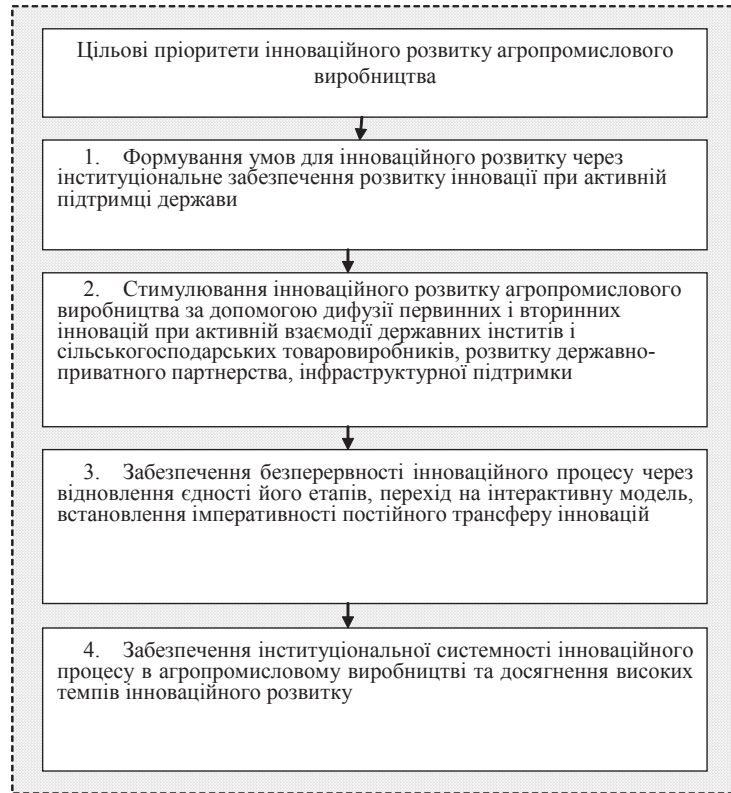 Цільові пріоритети інноваційного розвитку агропромислового
виробництва
1. Формування умов для інноваційного розвитку через
інституціональне забезпечення розвитку інновації при активній
підтримці держави
2. Стимулювання інноваційного розвитку агропромислового
виробництва за допомогою дифузії первинних і вторинних
інновацій при активній взаємодії державних інститів і
сільськогосподарських товаровиробників, розвитку державно-
приватного партнерства, інфраструктурної підтримки
3. Забезпечення безперервності інноваційного процесу через
відновлення єдності його етапів, перехід на інтерактивну модель,
встановлення імперативності постійного трансферу інновацій
4. Забезпечення інституціональної системності інноваційного
процесу в агропромисловому виробництві та досягнення високих
темпів інноваційного розвитку